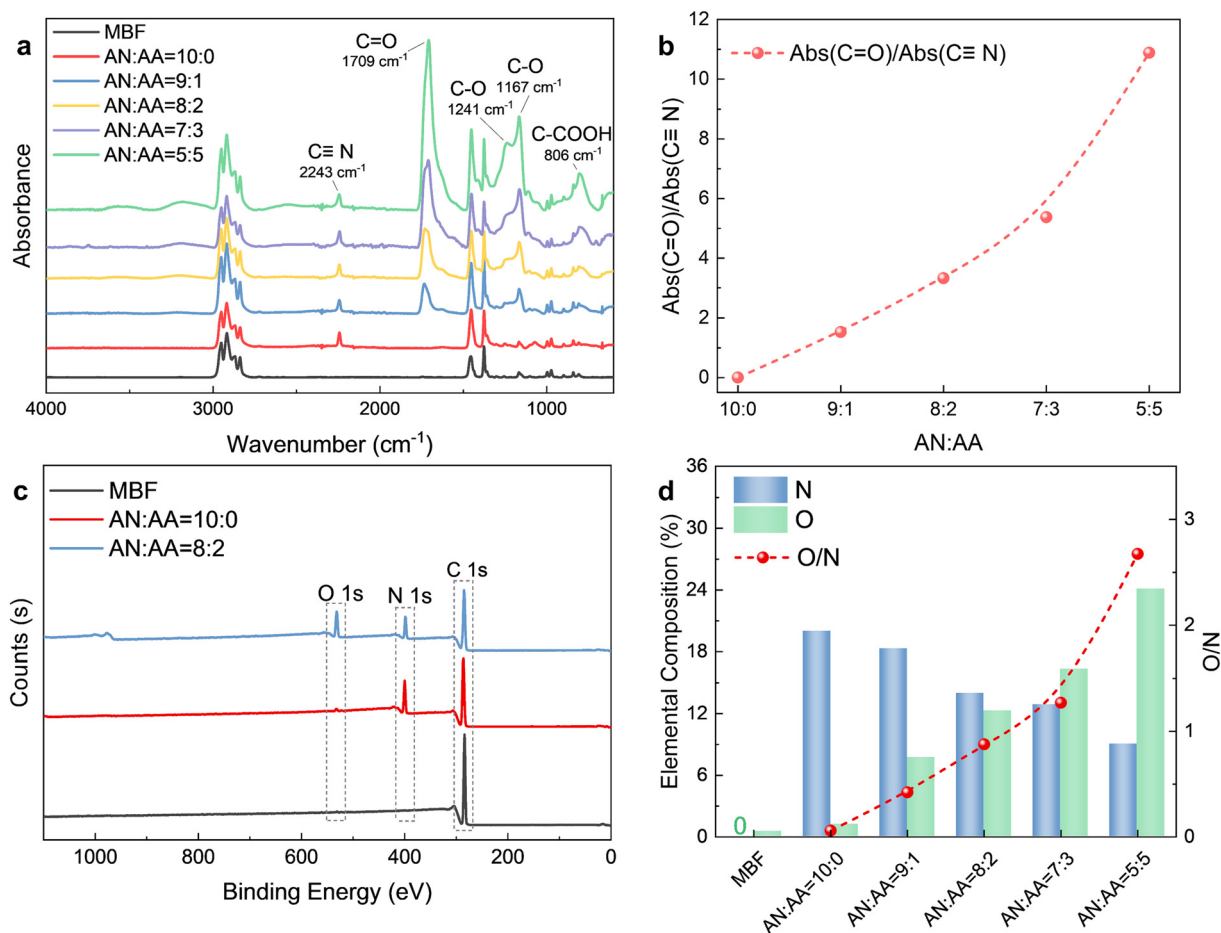 a
MBF
AN:AA=10:0
AN:AA=9:1
AN:AA=8:2
AN:AA=7:3
AN:AA=5:5
C=O
1709 cm⁻¹
C-O
1241 cm⁻¹
C-O
1167 cm⁻¹
C-COOH
806 cm⁻¹
C≡ N
2243 cm⁻¹
Absorbance
4000 3000 2000 1000
Wavenumber (cm⁻¹)
b
Abs(C=O)/Abs(C≡ N)
Abs(C=O)/Abs(C≡ N)
12
10
8
6
4
2
0
10:0 9:1 8:2 7:3 5:5
AN:AA
c
MBF
AN:AA=10:0
AN:AA=8:2
O 1s
N 1s
C 1s
Counts (s)
1000 800 600 400 200 0
Binding Energy (eV)
d
N
O
O/N
Elemental Composition (%)
36
30
24
18
12
6
0
0
3
2
1
0
O/N
MBF
AN:AA=10:0
AN:AA=9:1
AN:AA=8:2
AN:AA=7:3
AN:AA=5:5